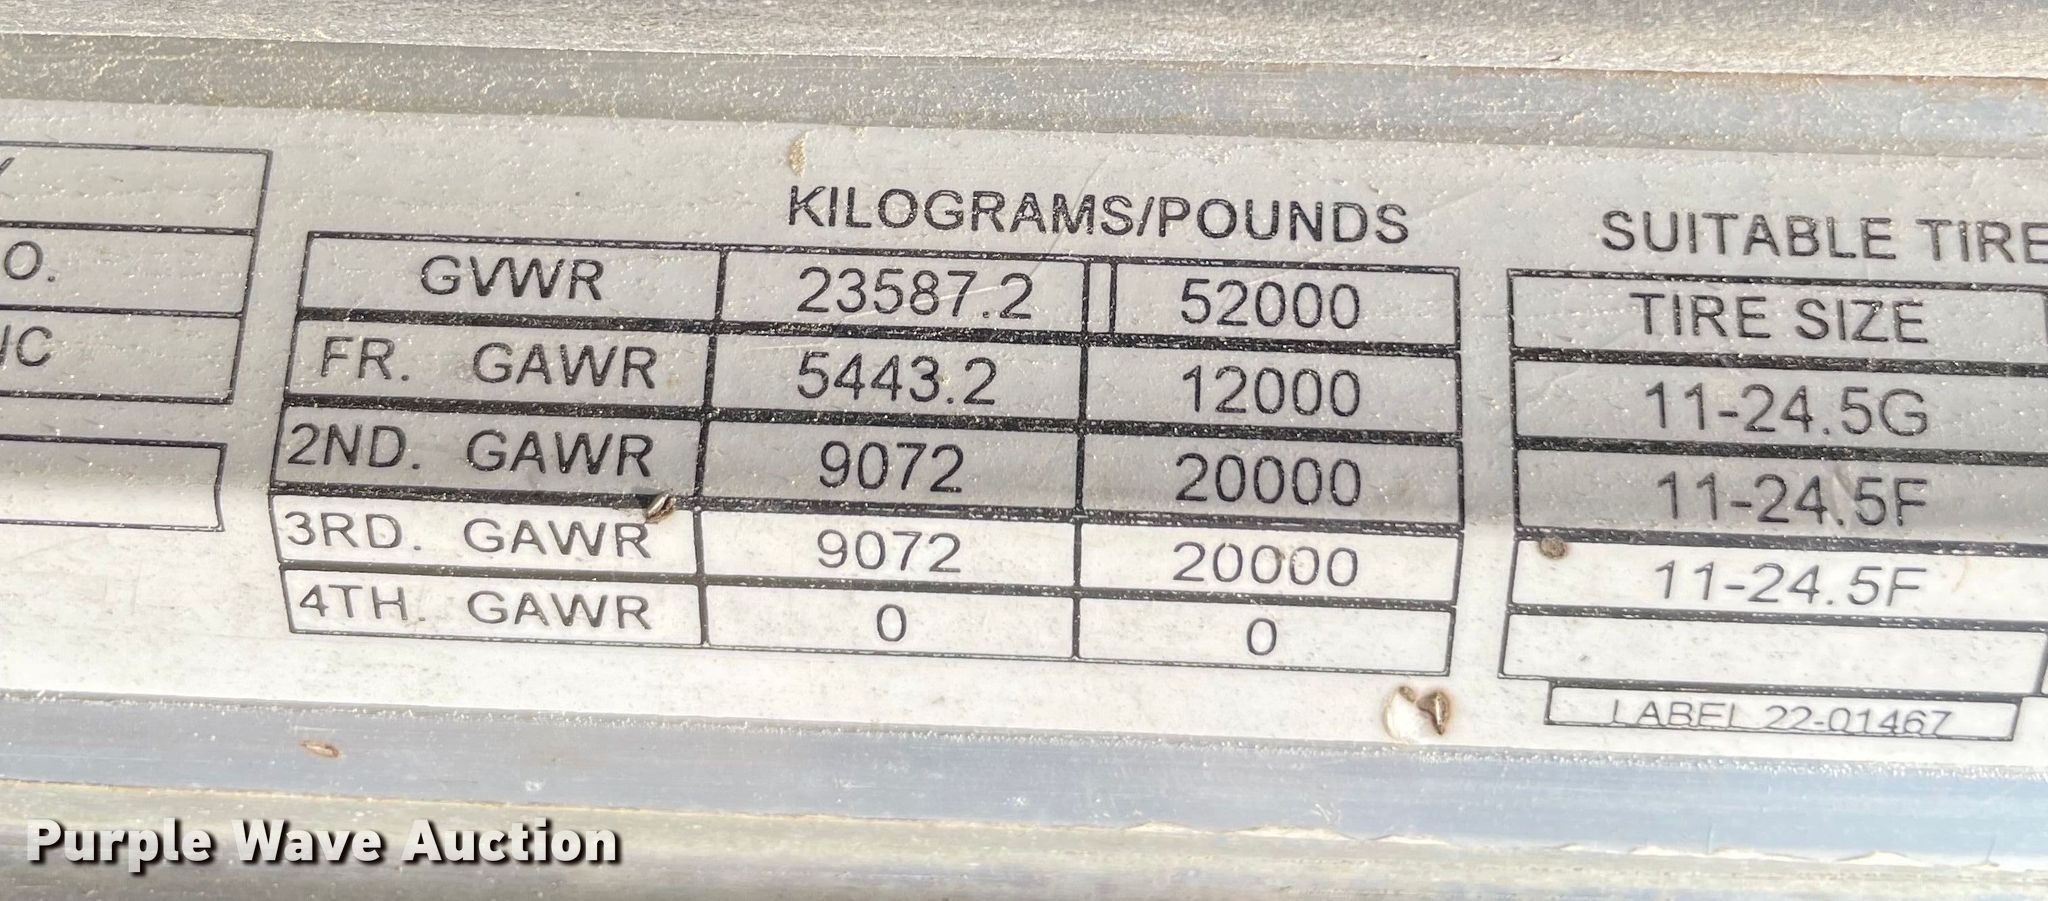 KILOGRAMS/POUNDS
SUITABLE TIRE
O.
GVWR 23587.2 52000
TIRE SIZE
FR. GAWR 5443.2 12000
11-24.5G
2ND. GAWR 9072 20000
11-24.5F
3RD. GAWR 9072 20000
11-24.5F
4TH. GAWR 0 0
LABEL 22-01467
Purple Wave Auction